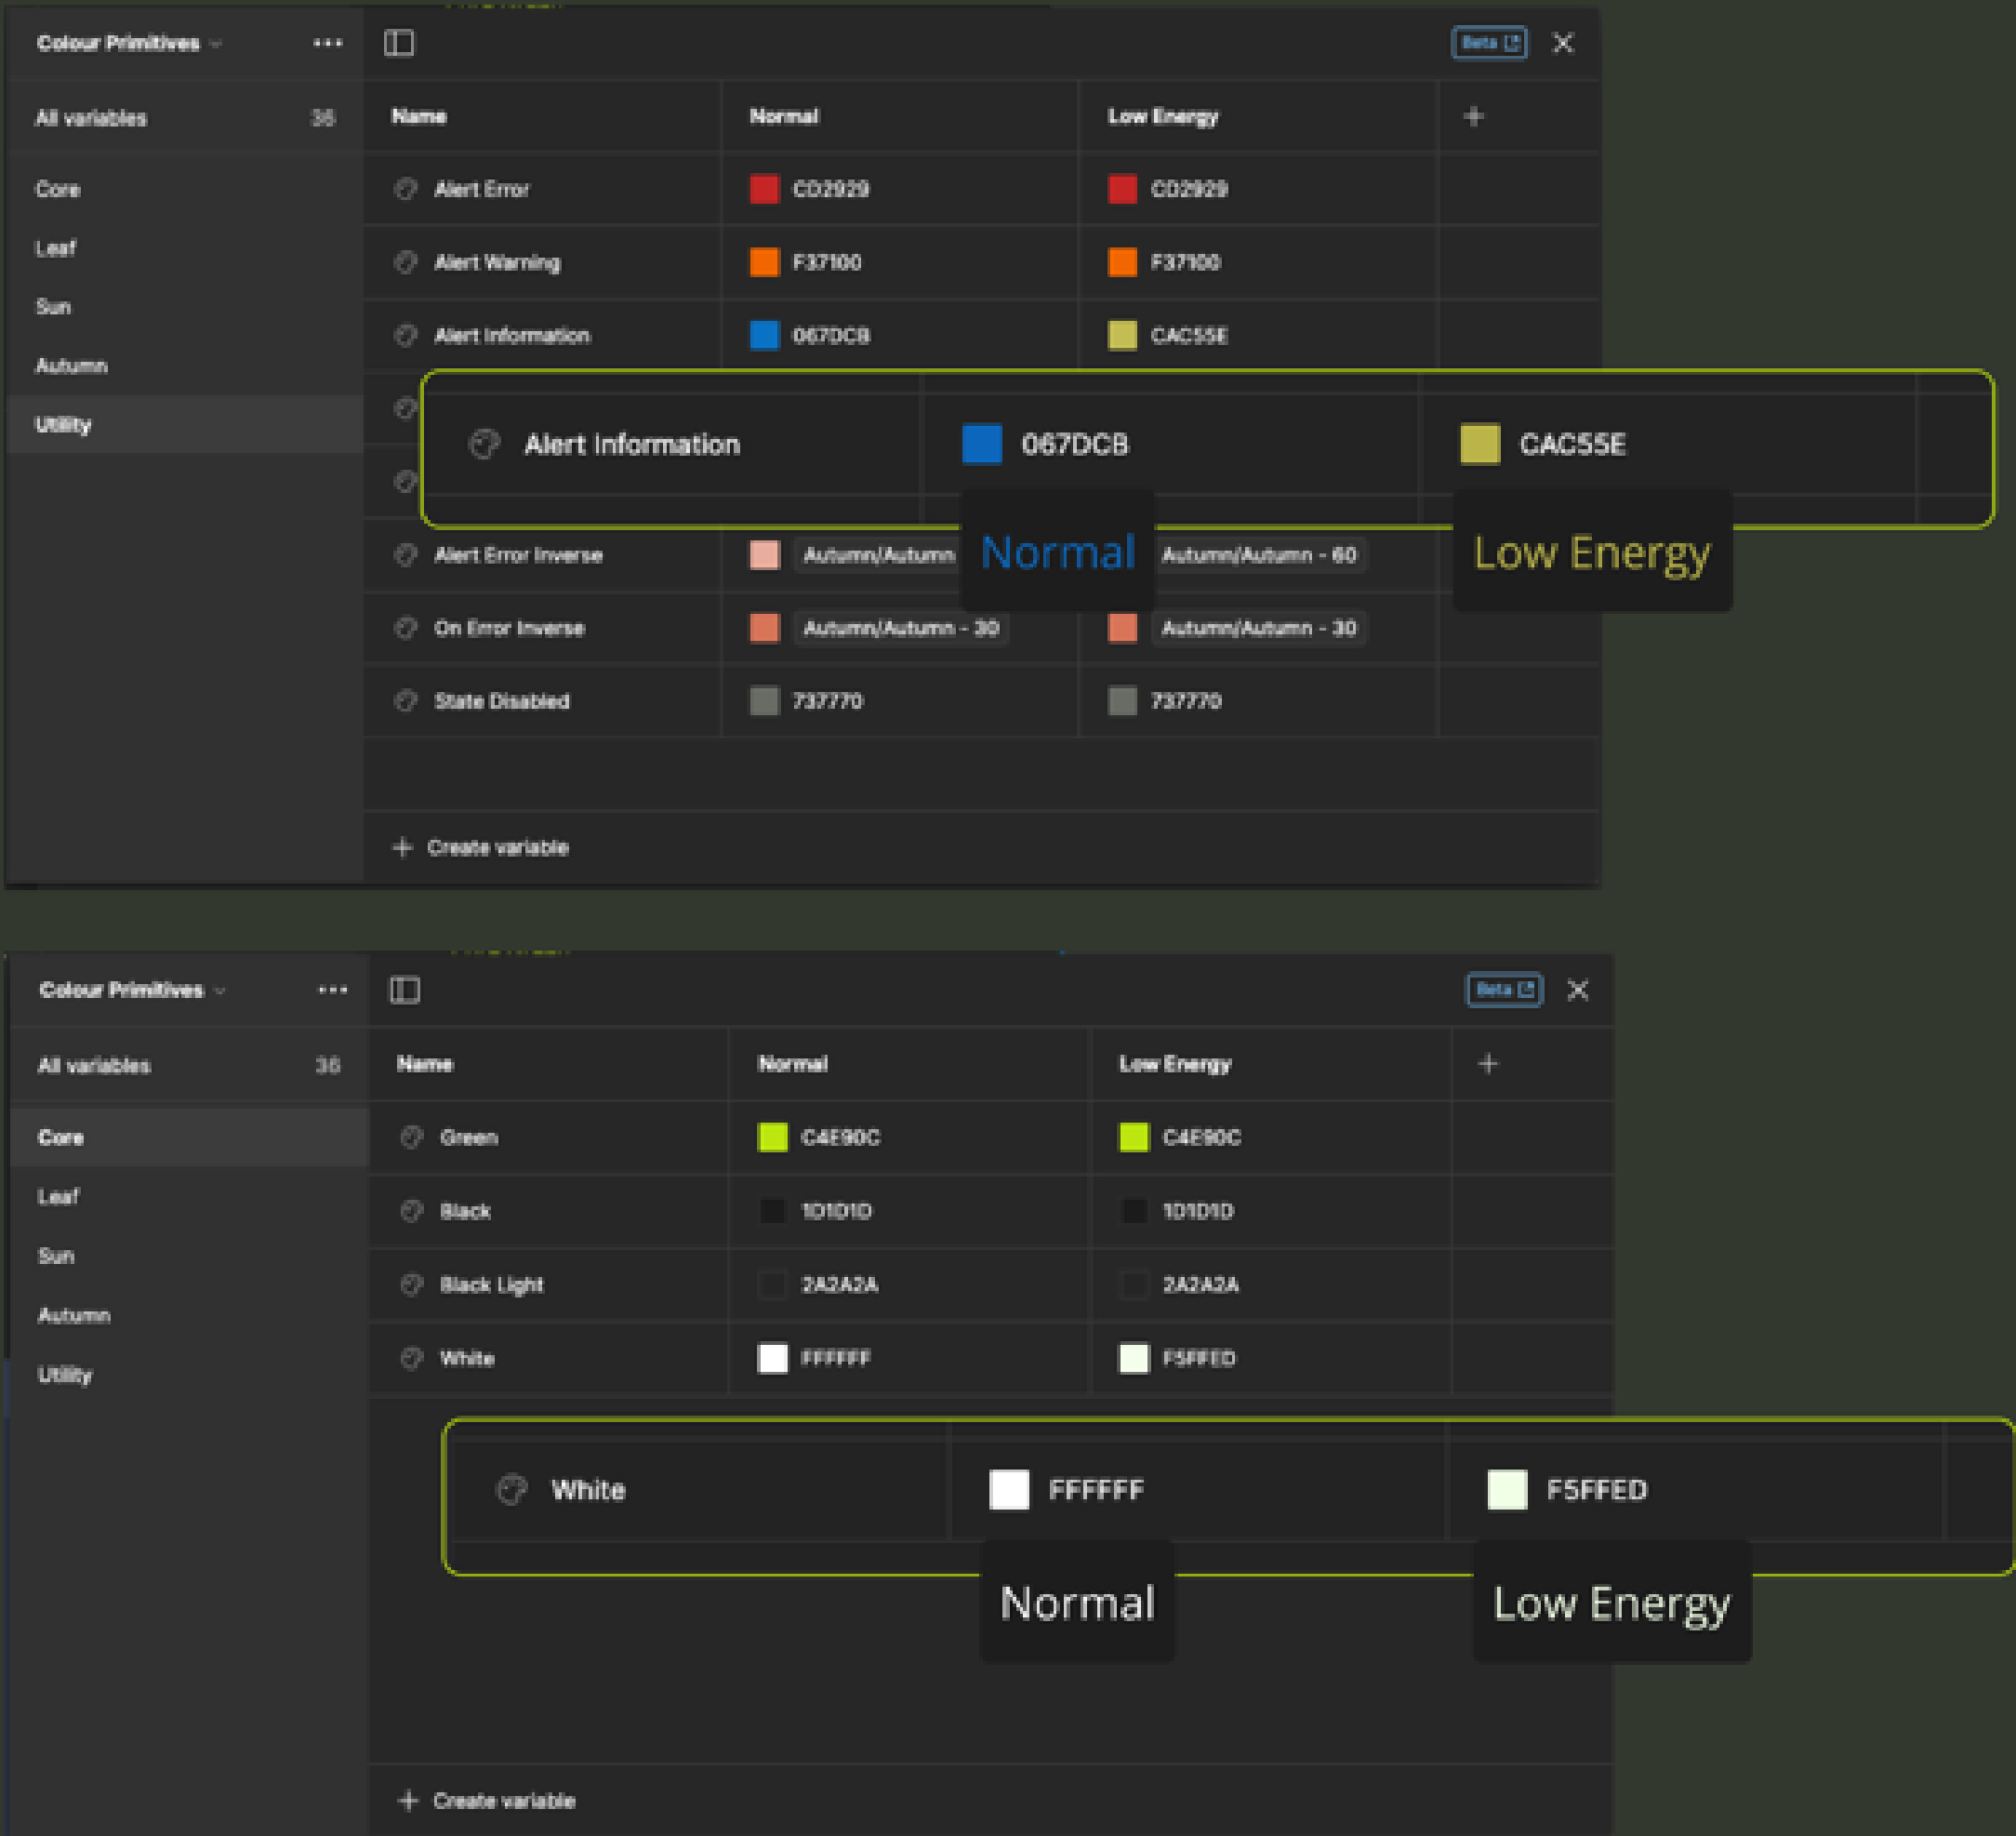 Colour Primitives
Beta
All variables 36 Name Normal Low Energy
Core Alert Error CD2929 CD2929
Leaf Alert Warning F37100 F37100
Sun
Alert Information 067DCB CAC55E
Autumn
Utility Alert Information 067DCB CAC55E
Normal Low Energy
Alert Error Inverse Autumn/Autumn Autumn/Autumn - 60
On Error Inverse Autumn/Autumn - 30 Autumn/Autumn - 30
State Disabled 737770 737770
Create variable
Colour Primitives
Beta
All variables 36 Name Normal Low Energy
Core Green C4E90C C4E90C
Leaf Black 1D1D1D 1D1D1D
Sun Black Light 2A2A2A 2A2A2A
Autumn
White FFFFFF F5FFED
Utility
White FFFFFF F5FFED
Normal Low Energy
Create variable